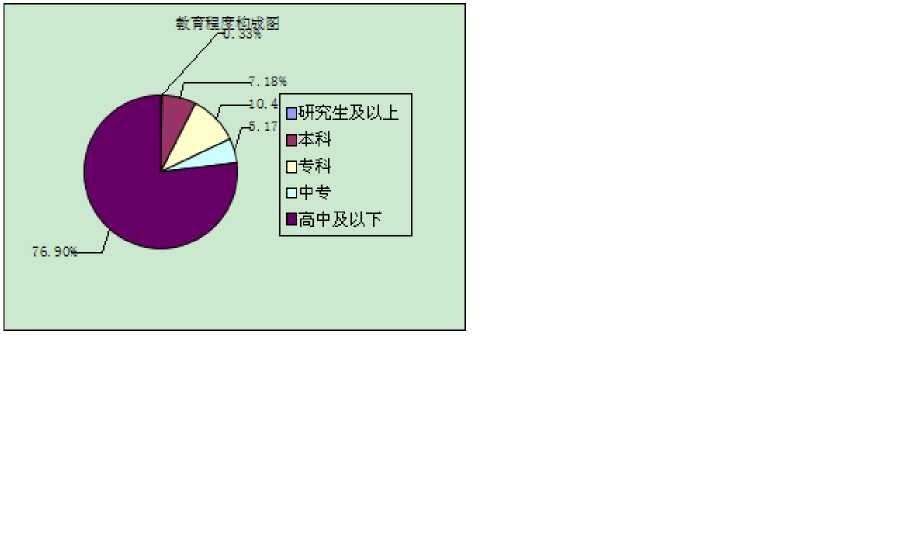 教育程度构成图
0.33%
7.18%
10.4
5.17
76.90%
研究生及以上
本科
专科
中专
高中及以下